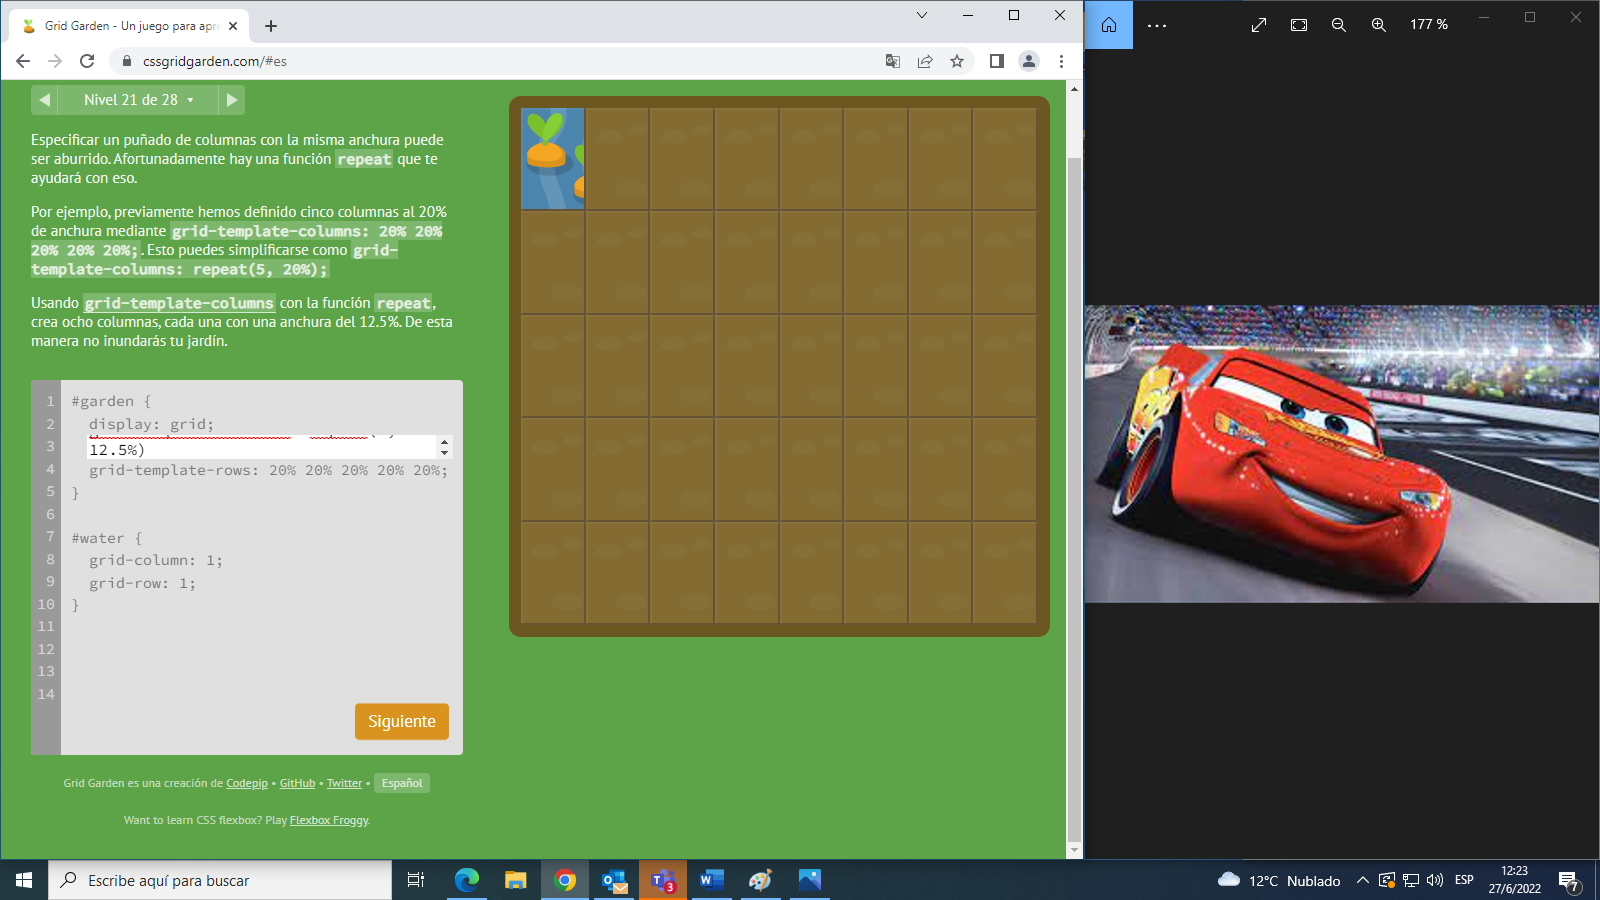 Grid Garden - Un juego para apre
cssgridgarden.com/#es
177 %
Nivel 21 de 28
Especificar un puñado de columnas con la misma anchura puede
ser aburrido. Afortunadamente hay una función repeat que te
ayudará con eso.
Por ejemplo, previamente hemos definido cinco columnas al 20%
de anchura mediante grid-template-columns: 20% 20%
20% 20% 20%;. Esto puedes simplificarse como grid-
template-columns: repeat(5, 20%);
Usando grid-template-columns con la función repeat,
crea ocho columnas, cada una con una anchura del 12.5%. De esta
manera no inundarás tu jardín.
1 #garden {
2 display: grid;
3 12.5%)
4 grid-template-rows: 20% 20% 20% 20% 20%;
5 }
6
7 #water {
8 grid-column: 1;
9 grid-row: 1;
10 }
11
12
13
14
Siguiente
Grid Garden es una creación de Codepip • GitHub • Twitter • Español
Want to learn CSS flexbox? Play Flexbox Froggy.
Escribe aquí para buscar
3
12°C Nublado
ESP
12:23
27/6/2022
7